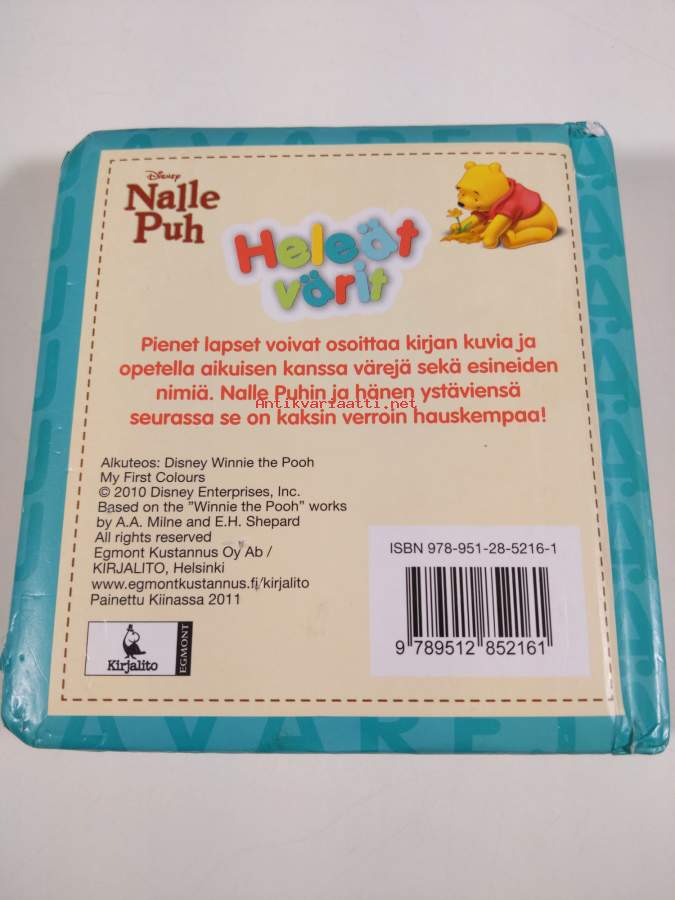 Disney
Nalle
Puh
Heleät
värit
Pienet lapset voivat osoittaa kirjan kuvia ja
opetella aikuisen kanssa värejä sekä esineiden
nimiä. Nalle Puhin ja hänen ystäviensä
Antikvariaatti.net
seurassa se on kaksin verroin hauskempaa!
Alkuteos: Disney Winnie the Pooh
My First Colours
© 2010 Disney Enterprises, Inc.
Based on the "Winnie the Pooh" works
by A.A. Milne and E.H. Shepard
All rights reserved
Egmont Kustannus Oy Ab /
KIRJALITO, Helsinki
www.egmontkustannus.fi/kirjalito
Painettu Kiinassa 2011
Kirjalito
EGMONT
ISBN 978-951-28-5216-1
9 789512 852161